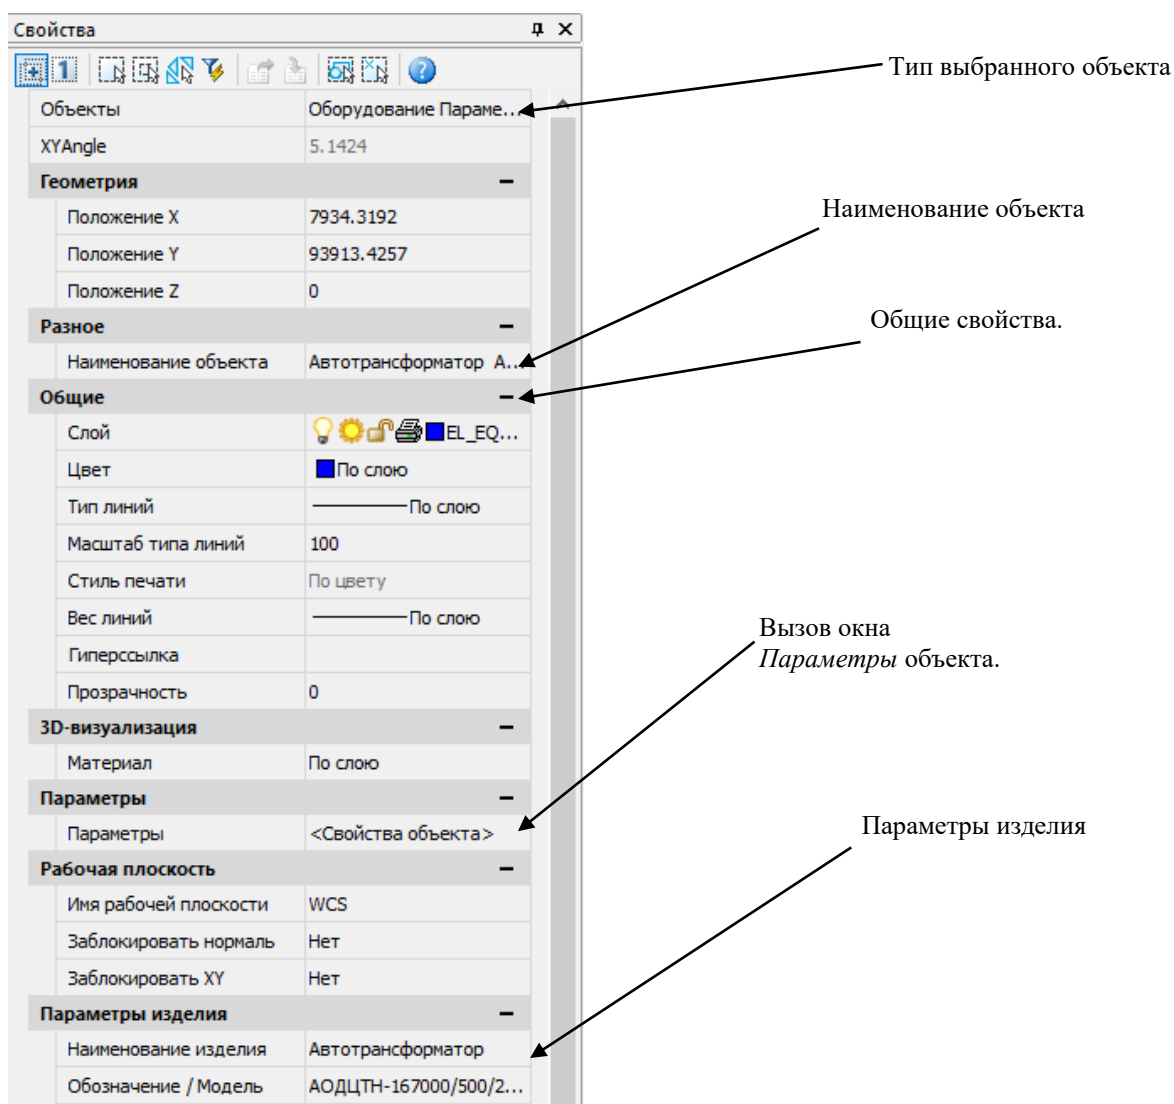 Свойства
1
Тип выбранного объекта
Объекты Оборудование Параме...
XYAngle 5.1424
Геометрия
Положение X 7934.3192
Наименование объекта
Положение Y 93913.4257
Положение Z 0
Общие свойства.
Разное
Наименование объекта Автотрансформатор А...
Общие
Слой EL_EQ...
Цвет По слою
Тип линий По слою
Масштаб типа линий 100
Стиль печати По цвету
Вес линий По слою
Вызов окна
Параметры объекта.
Гиперссылка
Прозрачность 0
3D-визуализация
Материал По слою
Параметры
Параметры <Свойства объекта>
Параметры изделия
Рабочая плоскость
Имя рабочей плоскости WCS
Заблокировать нормаль Нет
Заблокировать XY Нет
Параметры изделия
Наименование изделия Автотрансформатор
Обозначение / Модель АОДЦТН-167000/500/2...